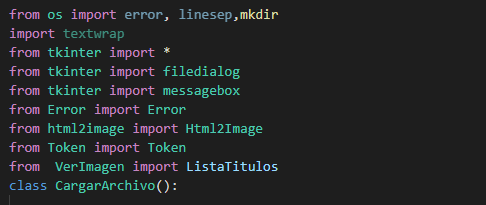 from os import error, linesep,mkdir
import textwrap
from tkinter import *
from tkinter import filedialog
from tkinter import messagebox
from Error import Error
from html2image import Html2Image
from Token import Token
from  VerImagen import ListaTitulos
class CargarArchivo():